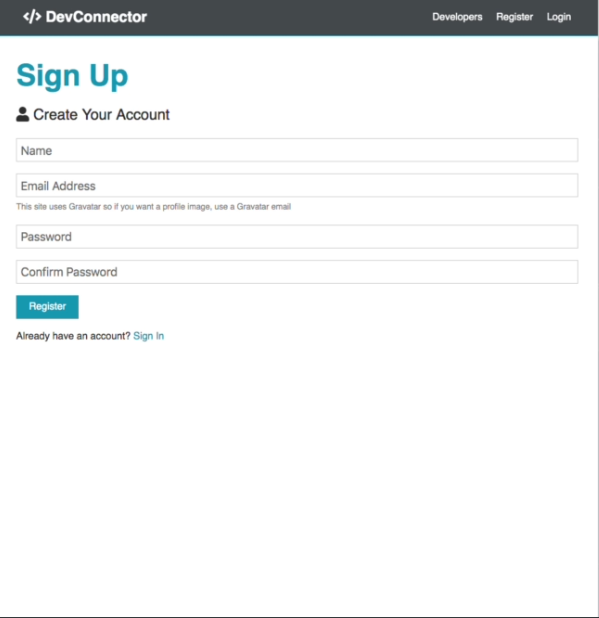 </> DevConnector
Developers Register Login
Sign Up
Create Your Account
Name
Email Address
This site uses Gravatar so if you want a profile image, use a Gravatar email
Password
Confirm Password
Register
Already have an account? Sign In